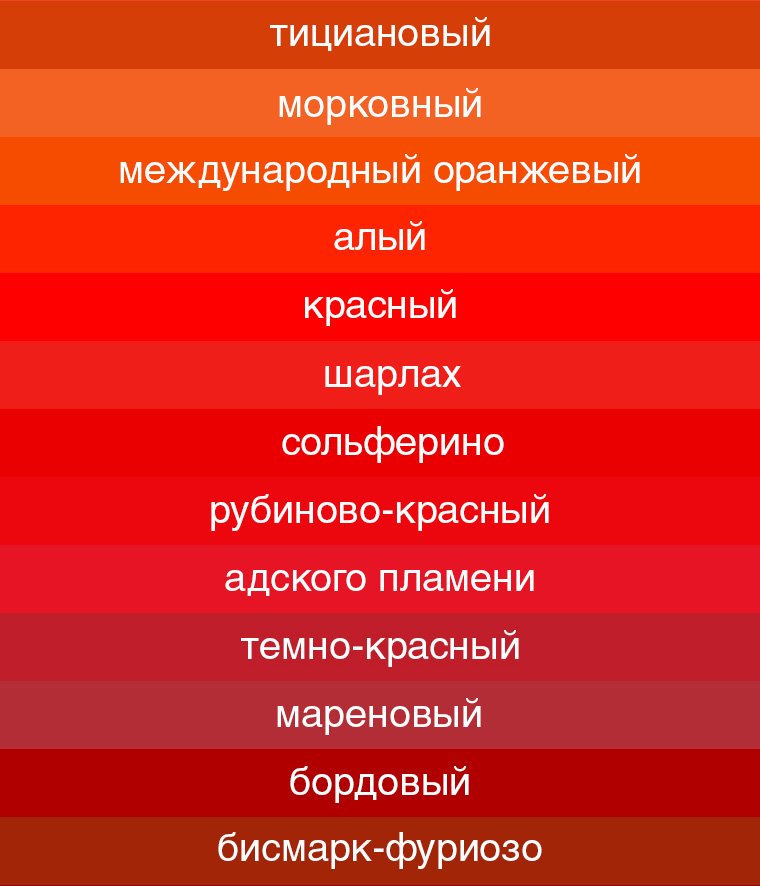 тициановый
морковный
международный оранжевый
алый
красный
шарлах
сольферино
рубиново-красный
адского пламени
темно-красный
мареновый
бордовый
бисмарк-фуриозо